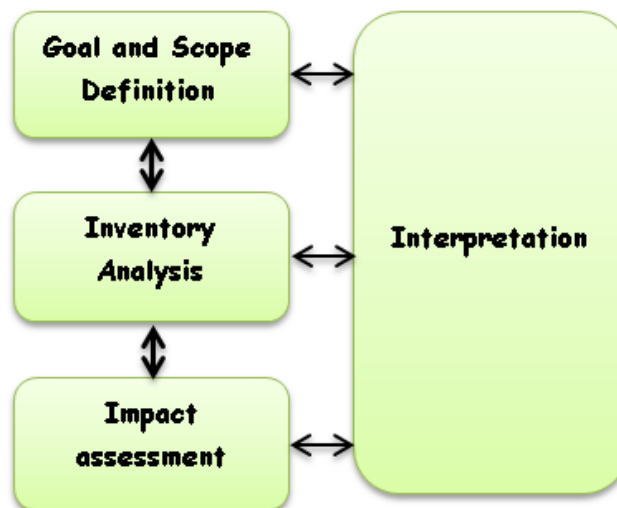 Goal and Scope
Definition
Inventory
Analysis
Impact
assessment
Interpretation